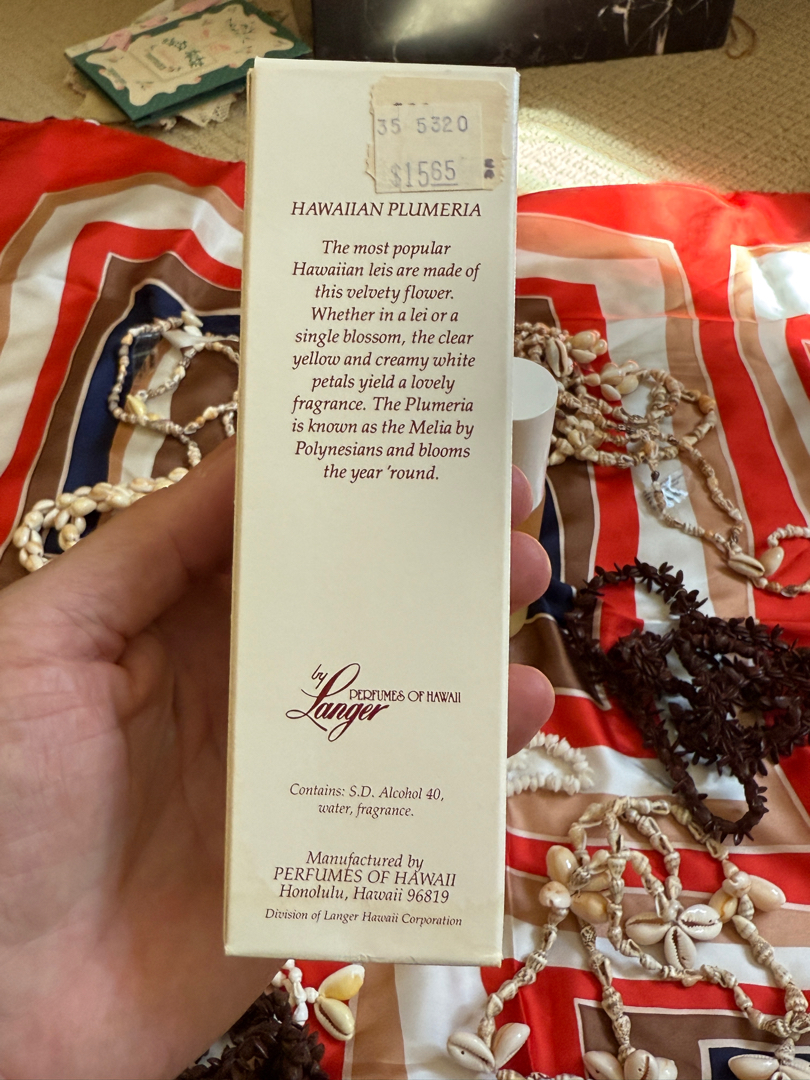 35 5320
$1565
HAWAIIAN PLUMERIA
The most popular
Hawaiian leis are made of
this velvety flower.
Whether in a lei or a
single blossom, the clear
yellow and creamy white
petals yield a lovely
fragrance. The Plumeria
is known as the Melia by
Polynesians and blooms
the year 'round.
by
PERFUMES OF HAWAII
Langer
Contains: S.D. Alcohol 40,
water, fragrance.
Manufactured by
PERFUMES OF HAWAII
Honolulu, Hawaii 96819
Division of Langer Hawaii Corporation